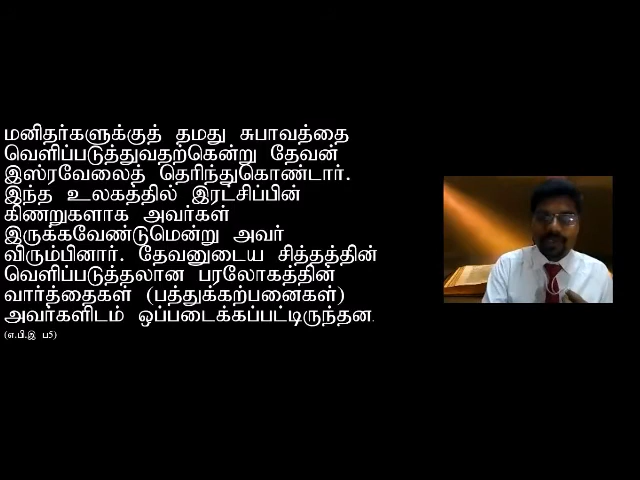 மனிதர்களுக்குத் தமது சுபாவத்தை
வெளிப்படுத்துவதற்கென்று தேவன்
இஸ்ரவேலைத் தெரிந்துகொண்டார்.
இந்த உலகத்தில் இரட்சிப்பின்
கிணறுகளாக அவர்கள்
இருக்கவேண்டுமென்று அவர்
விரும்பினார். தேவனுடைய சித்தத்தின்
வெளிப்படுத்தலான பரலோகத்தின்
வார்த்தைகள் (பத்துக்கற்பனைகள்)
அவர்களிடம் ஒப்படைக்கப்பட்டிருந்தன.
(எ.பி.இ ப5)